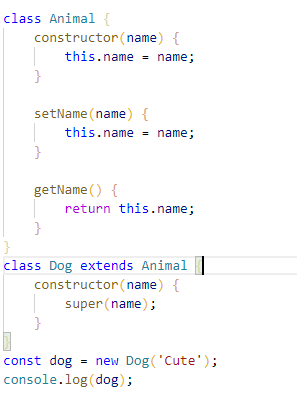 class Animal {
    constructor(name) {
        this.name = name;
    }

    setName(name) {
        this.name = name;
    }

    getName() {
        return this.name;
    }
}
class Dog extends Animal {
    constructor(name) {
        super(name);
    }
}
const dog = new Dog('Cute');
console.log(dog);